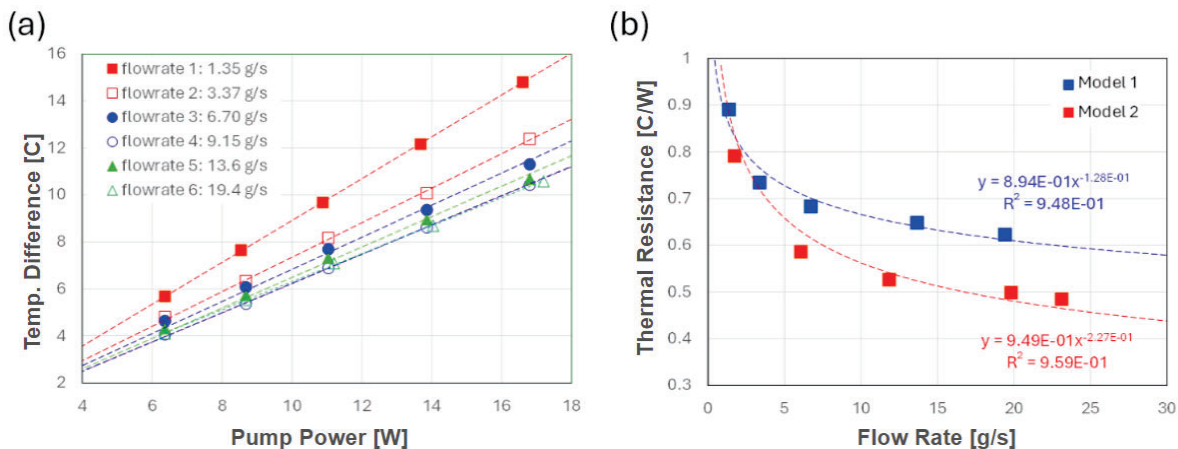 (a)
16
14
12
10
8
6
4
2
4
6
8
10
12
14
16
18
Temp. Difference [C]
Pump Power [W]
flowrate 1: 1.35 g/s
flowrate 2: 3.37 g/s
flowrate 3: 6.70 g/s
flowrate 4: 9.15 g/s
flowrate 5: 13.6 g/s
flowrate 6: 19.4 g/s
(b)
1
0.9
0.8
0.7
0.6
0.5
0.4
0.3
0
5
10
15
20
25
30
Thermal Resistance [C/W]
Flow Rate [g/s]
Model 1
Model 2
y = 8.94E-01x-1.28E-01
R2 = 9.48E-01
y = 9.49E-01x-2.27E-01
R2 = 9.59E-01